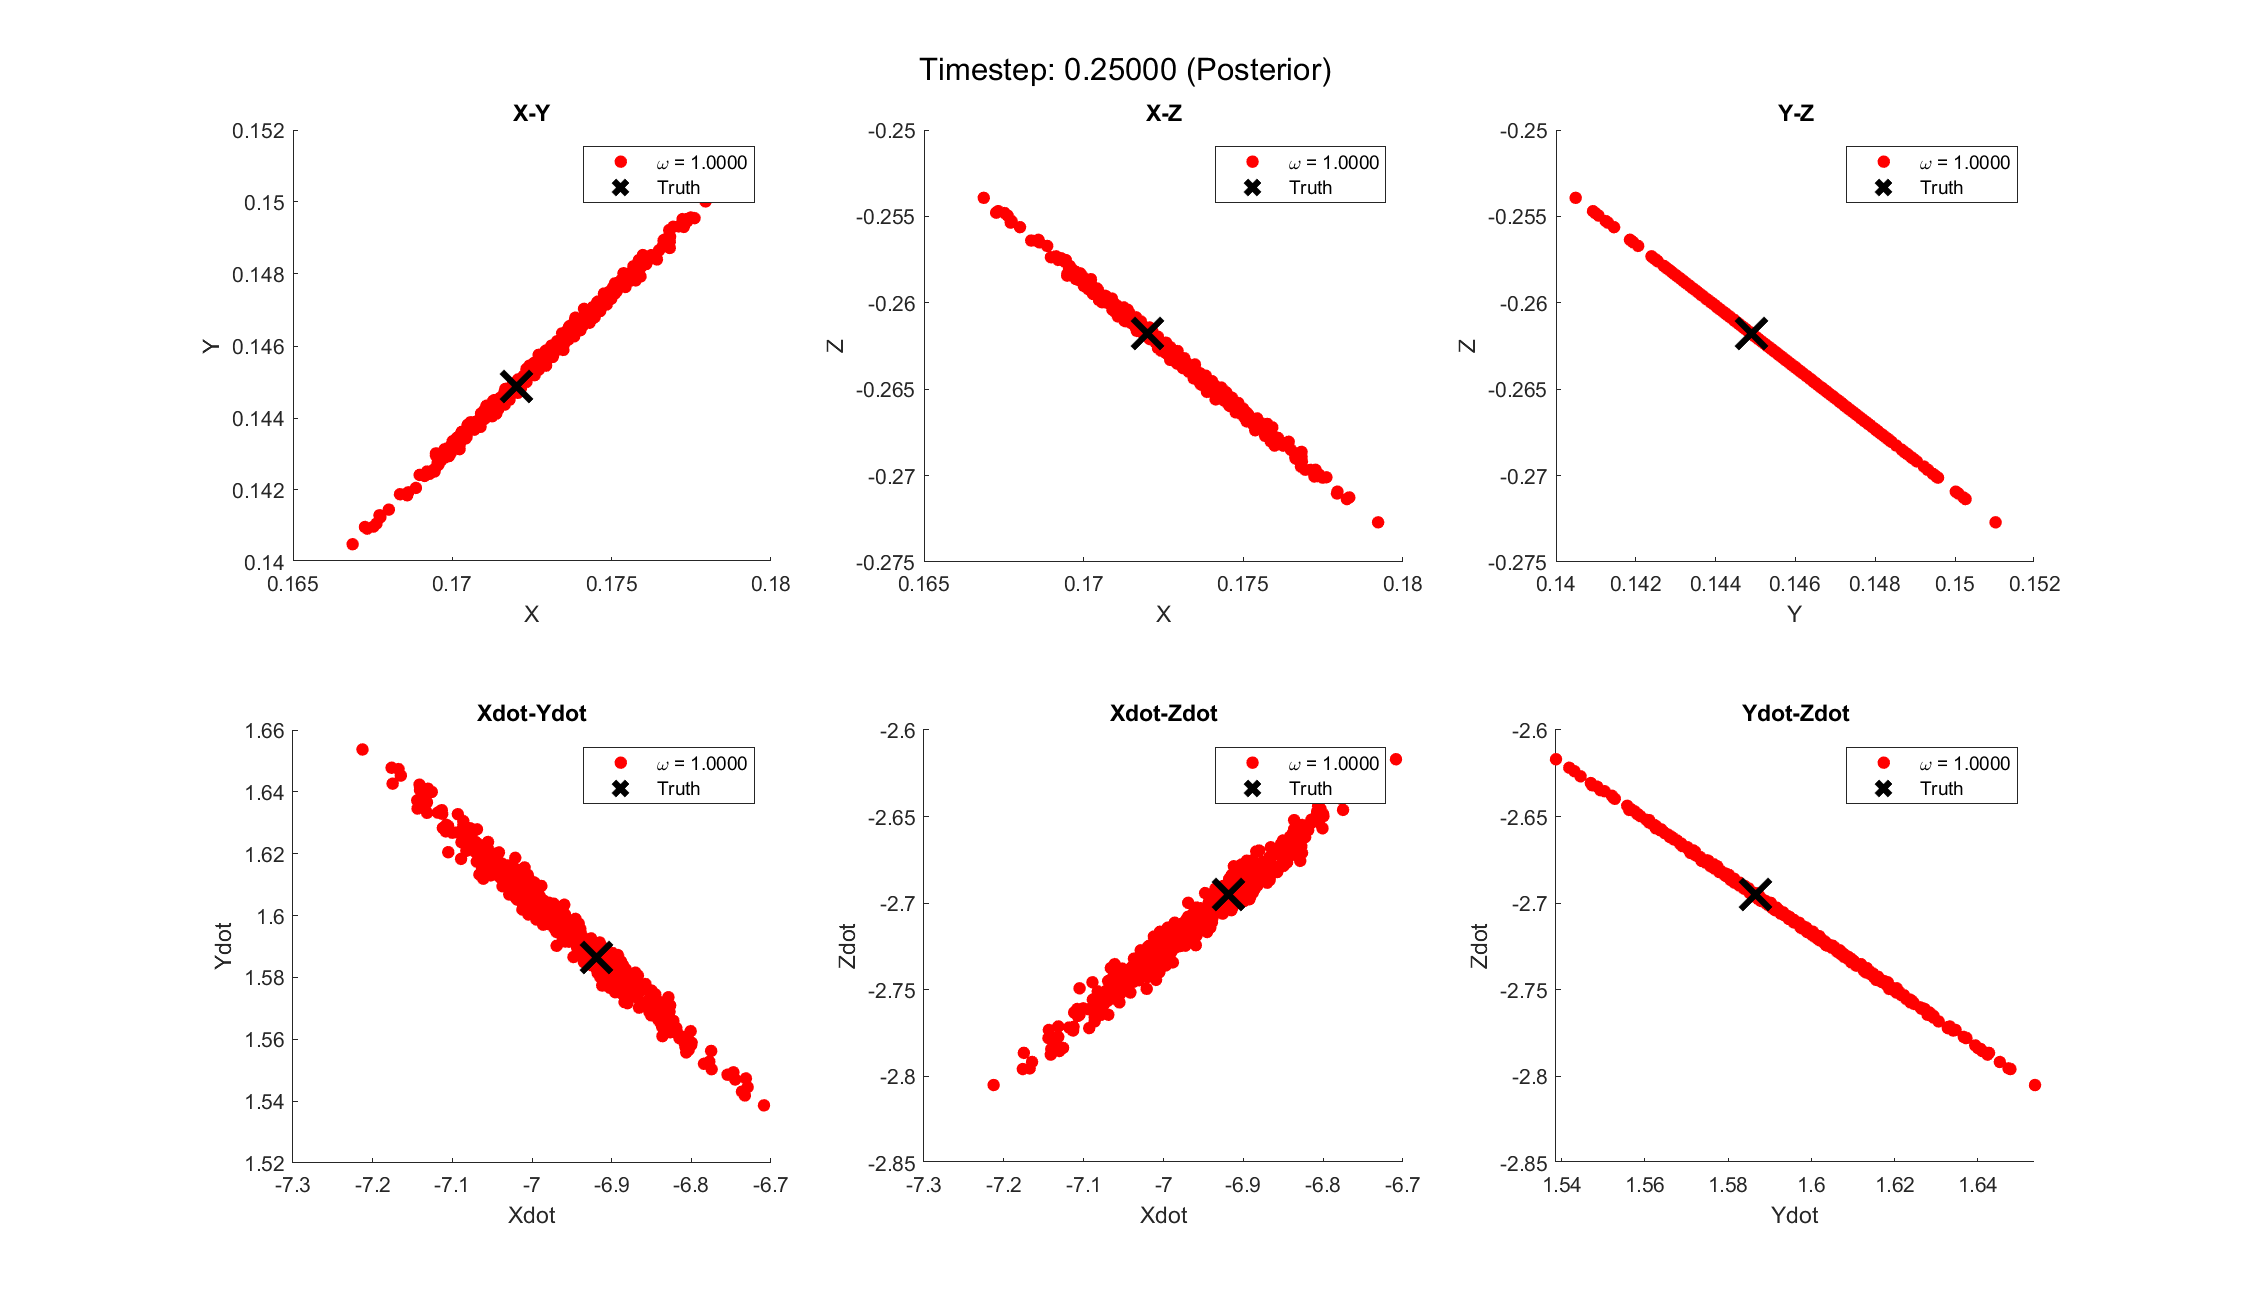 Timestep: 0.25000 (Posterior)
X-Y
0.152
0.15
0.148
0.146
0.144
0.142
0.14
Y
0.165
0.17
0.175
0.18
X
ω = 1.0000
Truth
X-Z
-0.25
-0.255
-0.26
-0.265
-0.27
-0.275
Z
0.165
0.17
0.175
0.18
X
ω = 1.0000
Truth
Y-Z
-0.25
-0.255
-0.26
-0.265
-0.27
-0.275
Z
0.14
0.142
0.144
0.146
0.148
0.15
0.152
Y
ω = 1.0000
Truth
Xdot-Ydot
1.66
1.64
1.62
1.6
1.58
1.56
1.54
1.52
Ydot
-7.3
-7.2
-7.1
-7
-6.9
-6.8
-6.7
Xdot
ω = 1.0000
Truth
Xdot-Zdot
-2.6
-2.65
-2.7
-2.75
-2.8
-2.85
Zdot
-7.3
-7.2
-7.1
-7
-6.9
-6.8
-6.7
Xdot
ω = 1.0000
Truth
Ydot-Zdot
-2.6
-2.65
-2.7
-2.75
-2.8
-2.85
Zdot
1.54
1.56
1.58
1.6
1.62
1.64
Ydot
ω = 1.0000
Truth